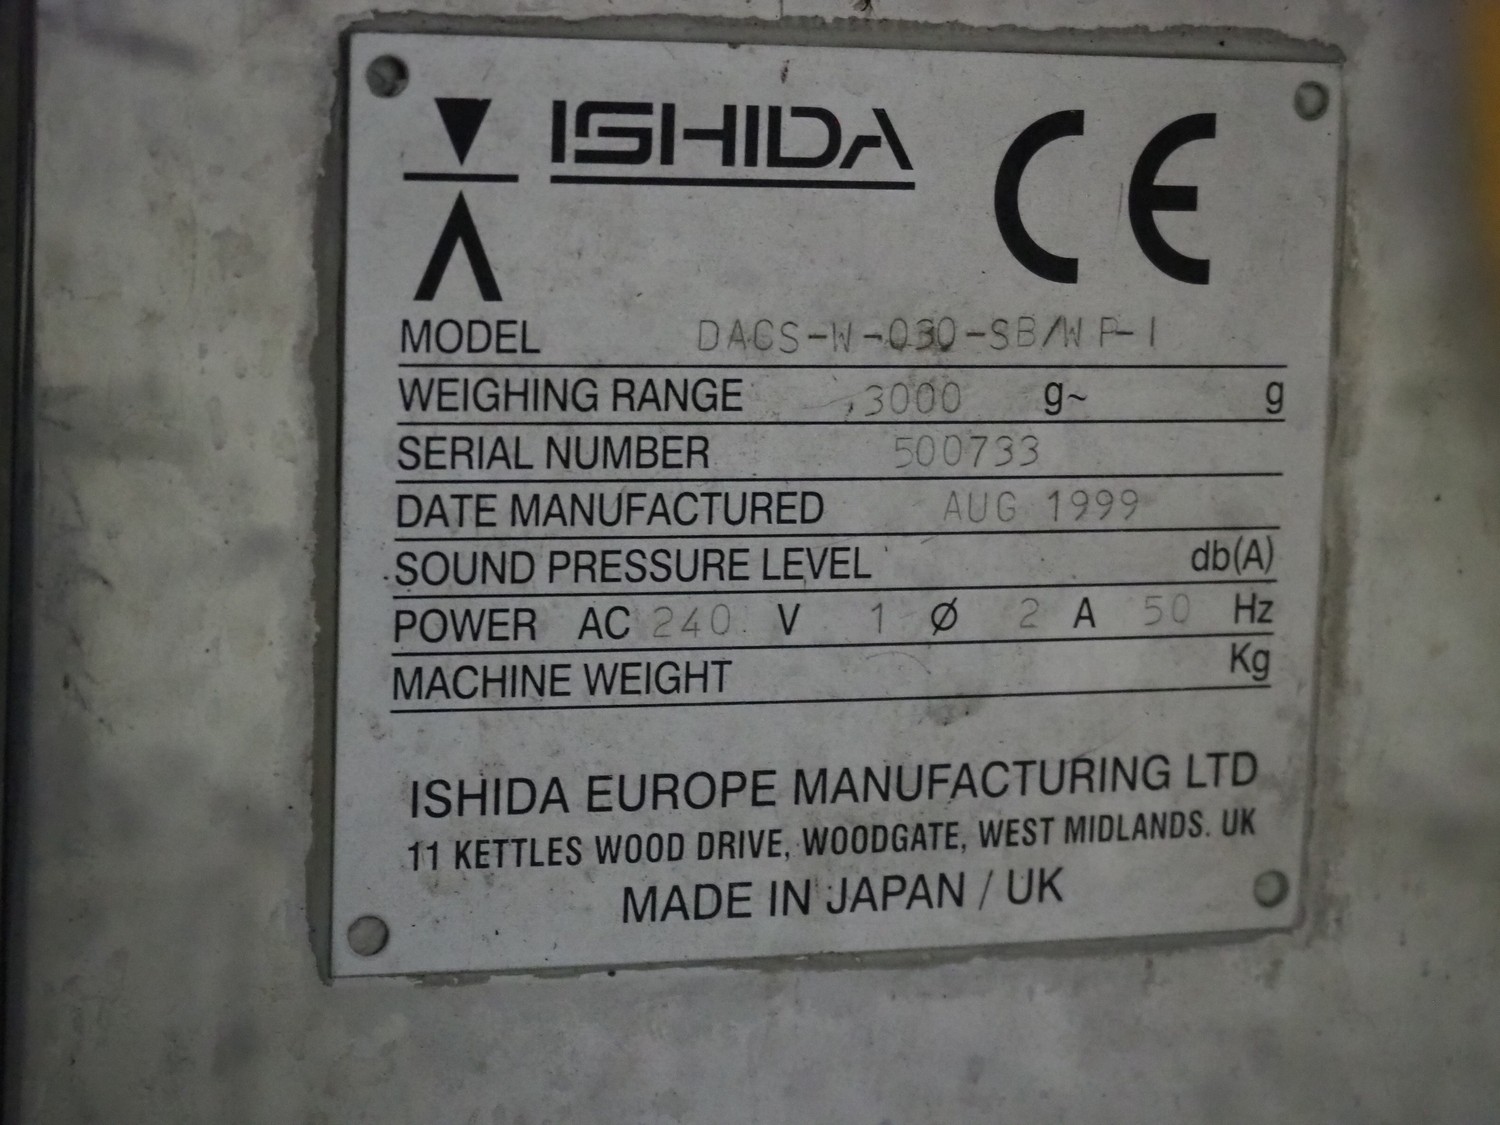 ISHIDA CE
MODEL DACS-W-030-SB/WP-I
WEIGHING RANGE 3000 g~ g
SERIAL NUMBER 500733
DATE MANUFACTURED AUG 1999
SOUND PRESSURE LEVEL db(A)
POWER AC 240 V 1 Ø 2 A 50 Hz
MACHINE WEIGHT Kg
ISHIDA EUROPE MANUFACTURING LTD
11 KETTLES WOOD DRIVE, WOODGATE, WEST MIDLANDS. UK
MADE IN JAPAN / UK